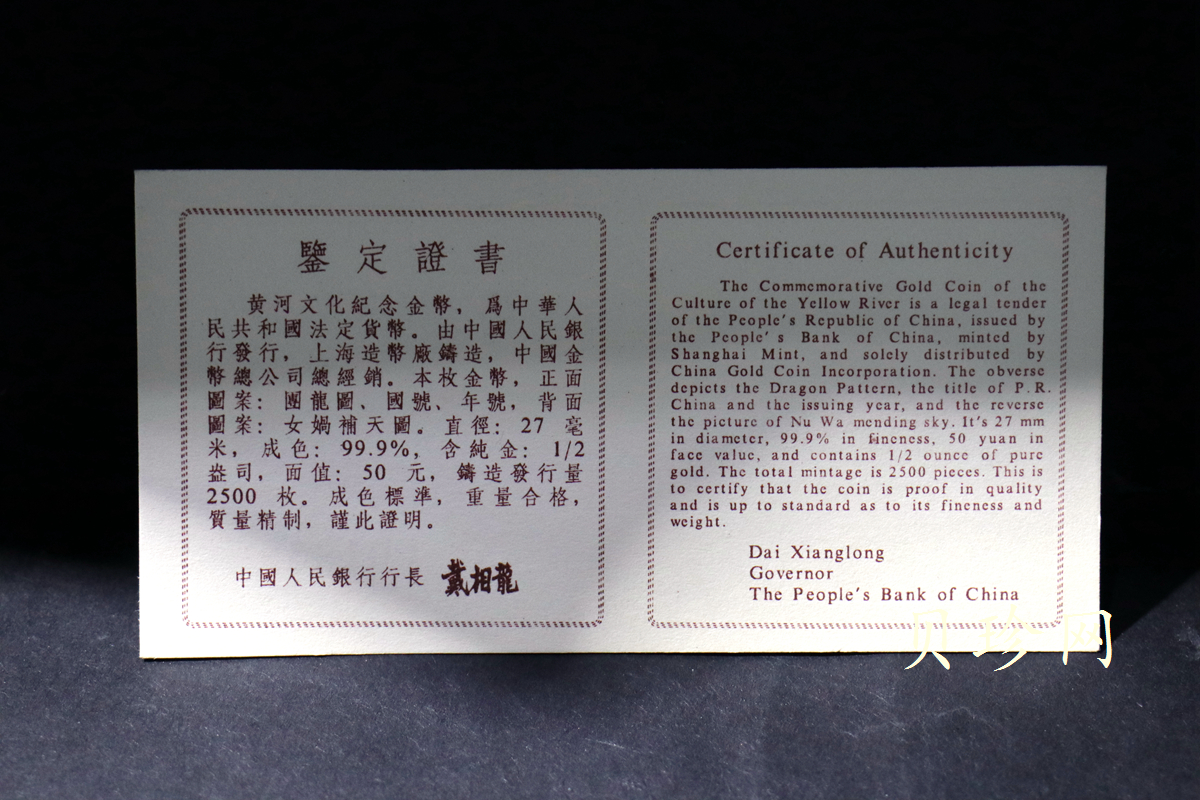 鑒定證書
黄河文化紀念金幣，爲中華人
民共和國法定貨幣。由中國人民銀
行發行，上海造幣廠鑄造，中國金
幣總公司總經銷。本枚金幣，正面
圖案：團龍圖、國號、年號，背面
圖案：女媧補天圖。直徑：27 毫
米，成色：99.9%，含純金：1/2
盎司，面值：50 元，鑄造發行量
2500 枚。成色標準，重量合格，
質量精制，謹此證明。
中國人民銀行行長 戴相龍
Certificate of Authenticity
The Commemorative Gold Coin of the
Culture of the Yellow River is a legal tender
of the People's Republic of China, issued by
the People's Bank of China, minted by
Shanghai Mint, and solely distributed by
China Gold Coin Incorporation. The obverse
depicts the Dragon Pattern, the title of P.R.
China and the issuing year, and the reverse
the picture of Nu Wa mending sky. It's 27 mm
in diameter, 99.9% in fineness, 50 yuan in
face value, and contains 1/2 ounce of pure
gold. The total mintage is 2500 pieces. This is
to certify that the coin is proof in quality
and is up to standard as to its fineness and
weight.
Dai Xianglong
Governor
The People's Bank of China
贝珍网